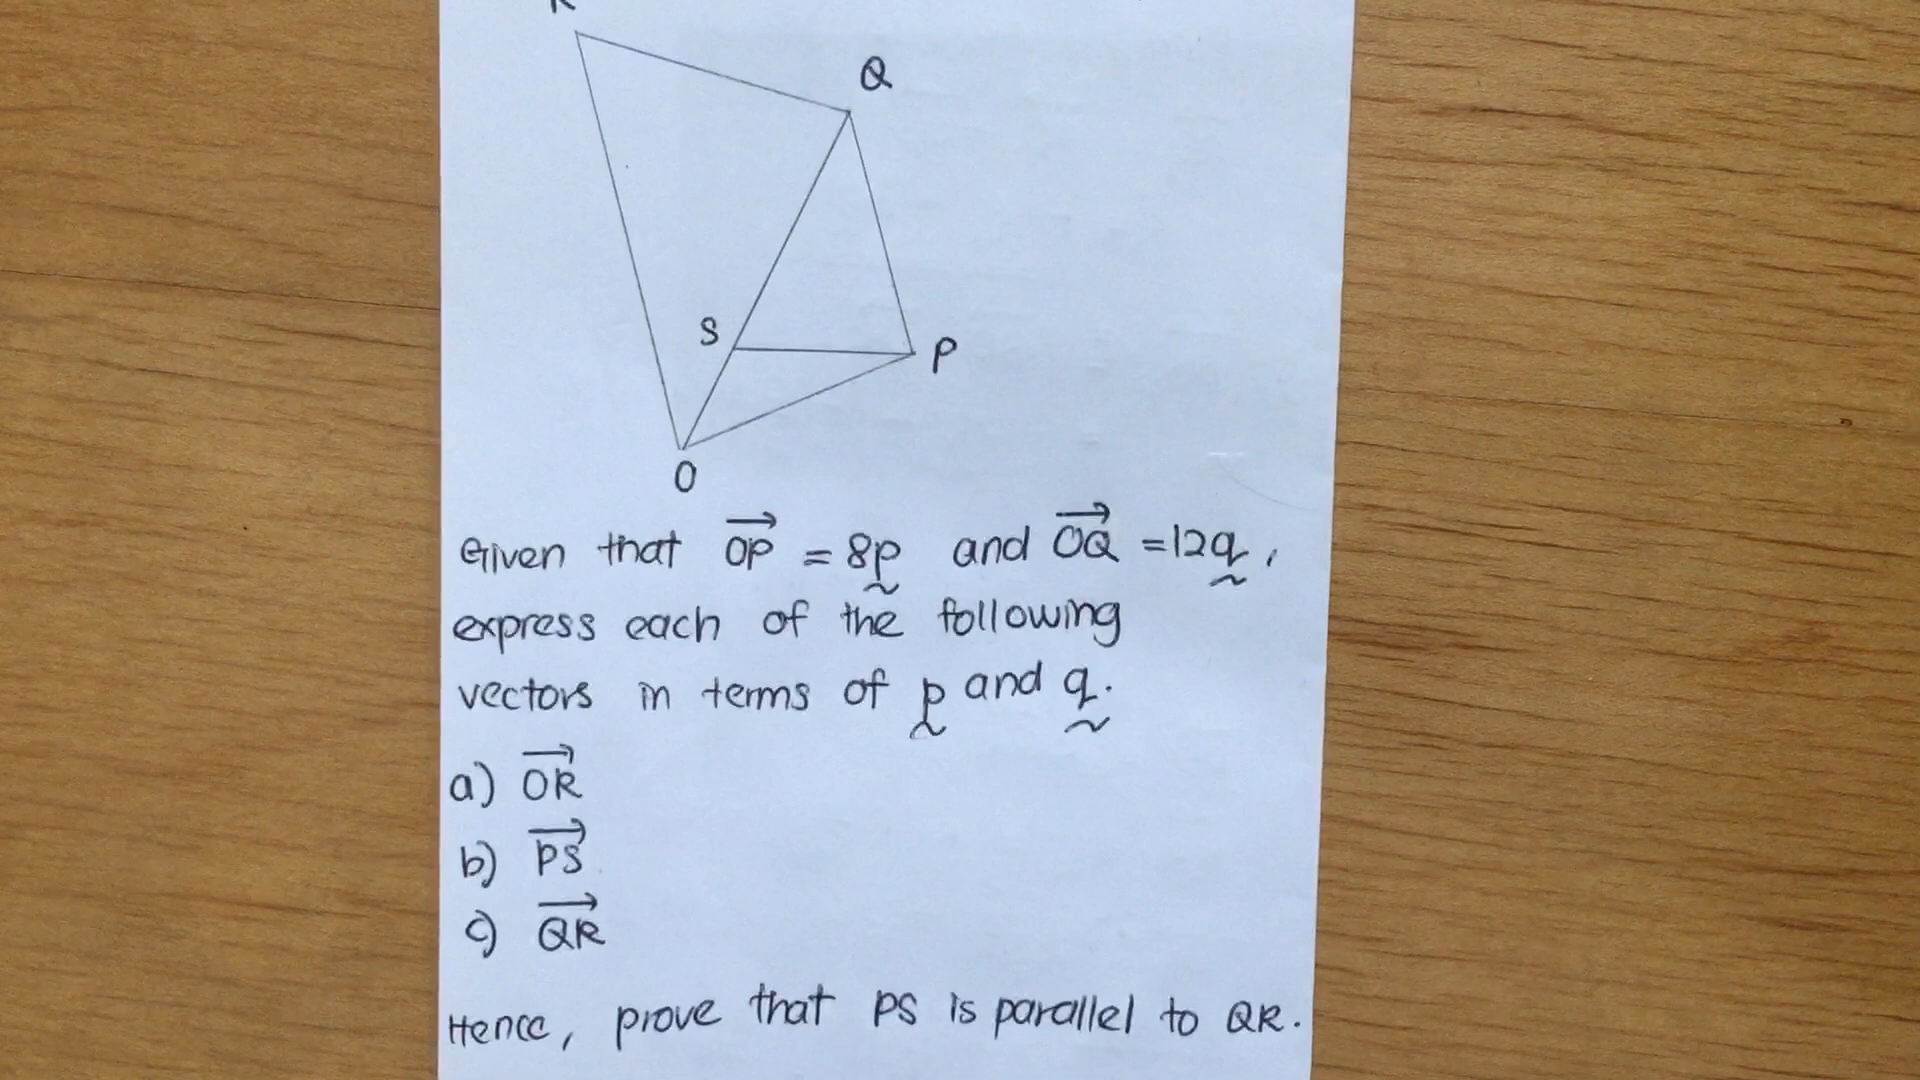 Q
S
P
O
Given that OP = 8p and OQ = 12q,
express each of the following
vectors in terms of p and q.
a) OR
b) PS
c) QR
Hence, prove that PS is parallel to QR.